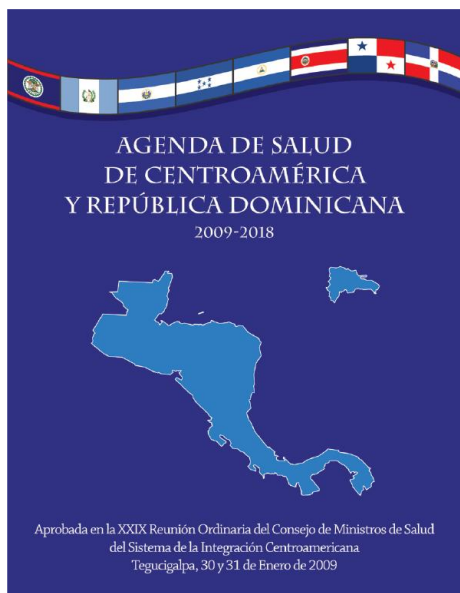 AGENDA DE SALUD
DE CENTROAMÉRICA
Y REPÚBLICA DOMINICANA
2009-2018
Aprobada en la XXIX Reunión Ordinaria del Consejo de Ministros de Salud
del Sistema de la Integración Centroamericana
Tegucigalpa, 30 y 31 de Enero de 2009